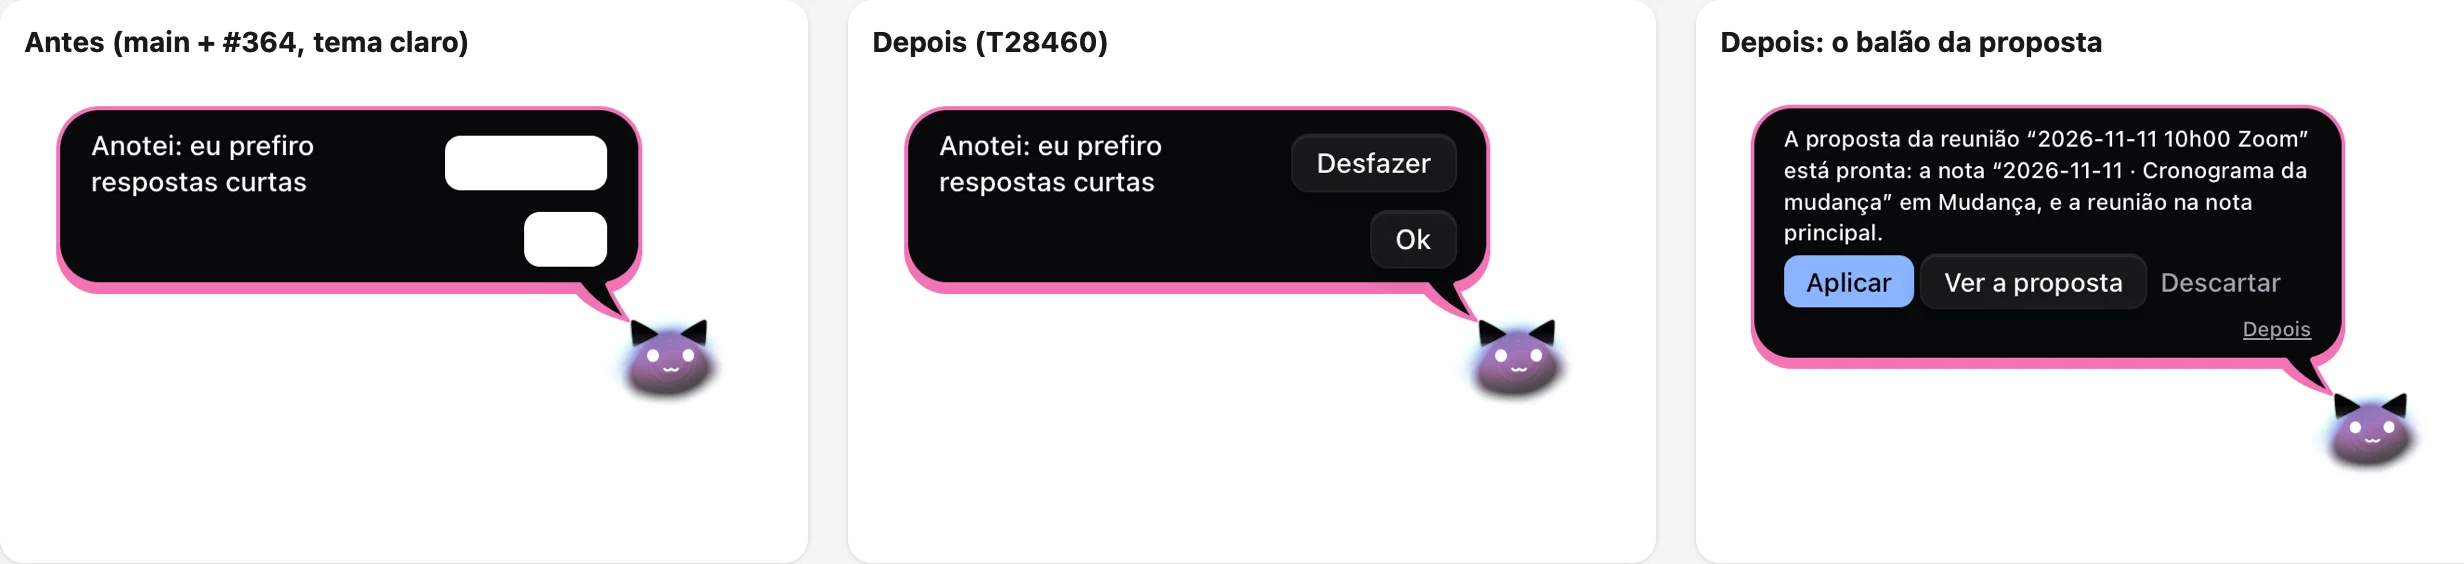 Antes (main + #364, tema claro)
Anotei: eu prefiro
respostas curtas
Depois (T28460)
Anotei: eu prefiro
respostas curtas
Desfazer
Ok
Depois: o balão da proposta
A proposta da reunião “2026-11-11 10h00 Zoom”
está pronta: a nota “2026-11-11 · Cronograma da
mudança” em Mudança, e a reunião na nota
principal.
Aplicar
Ver a proposta
Descartar
Depois